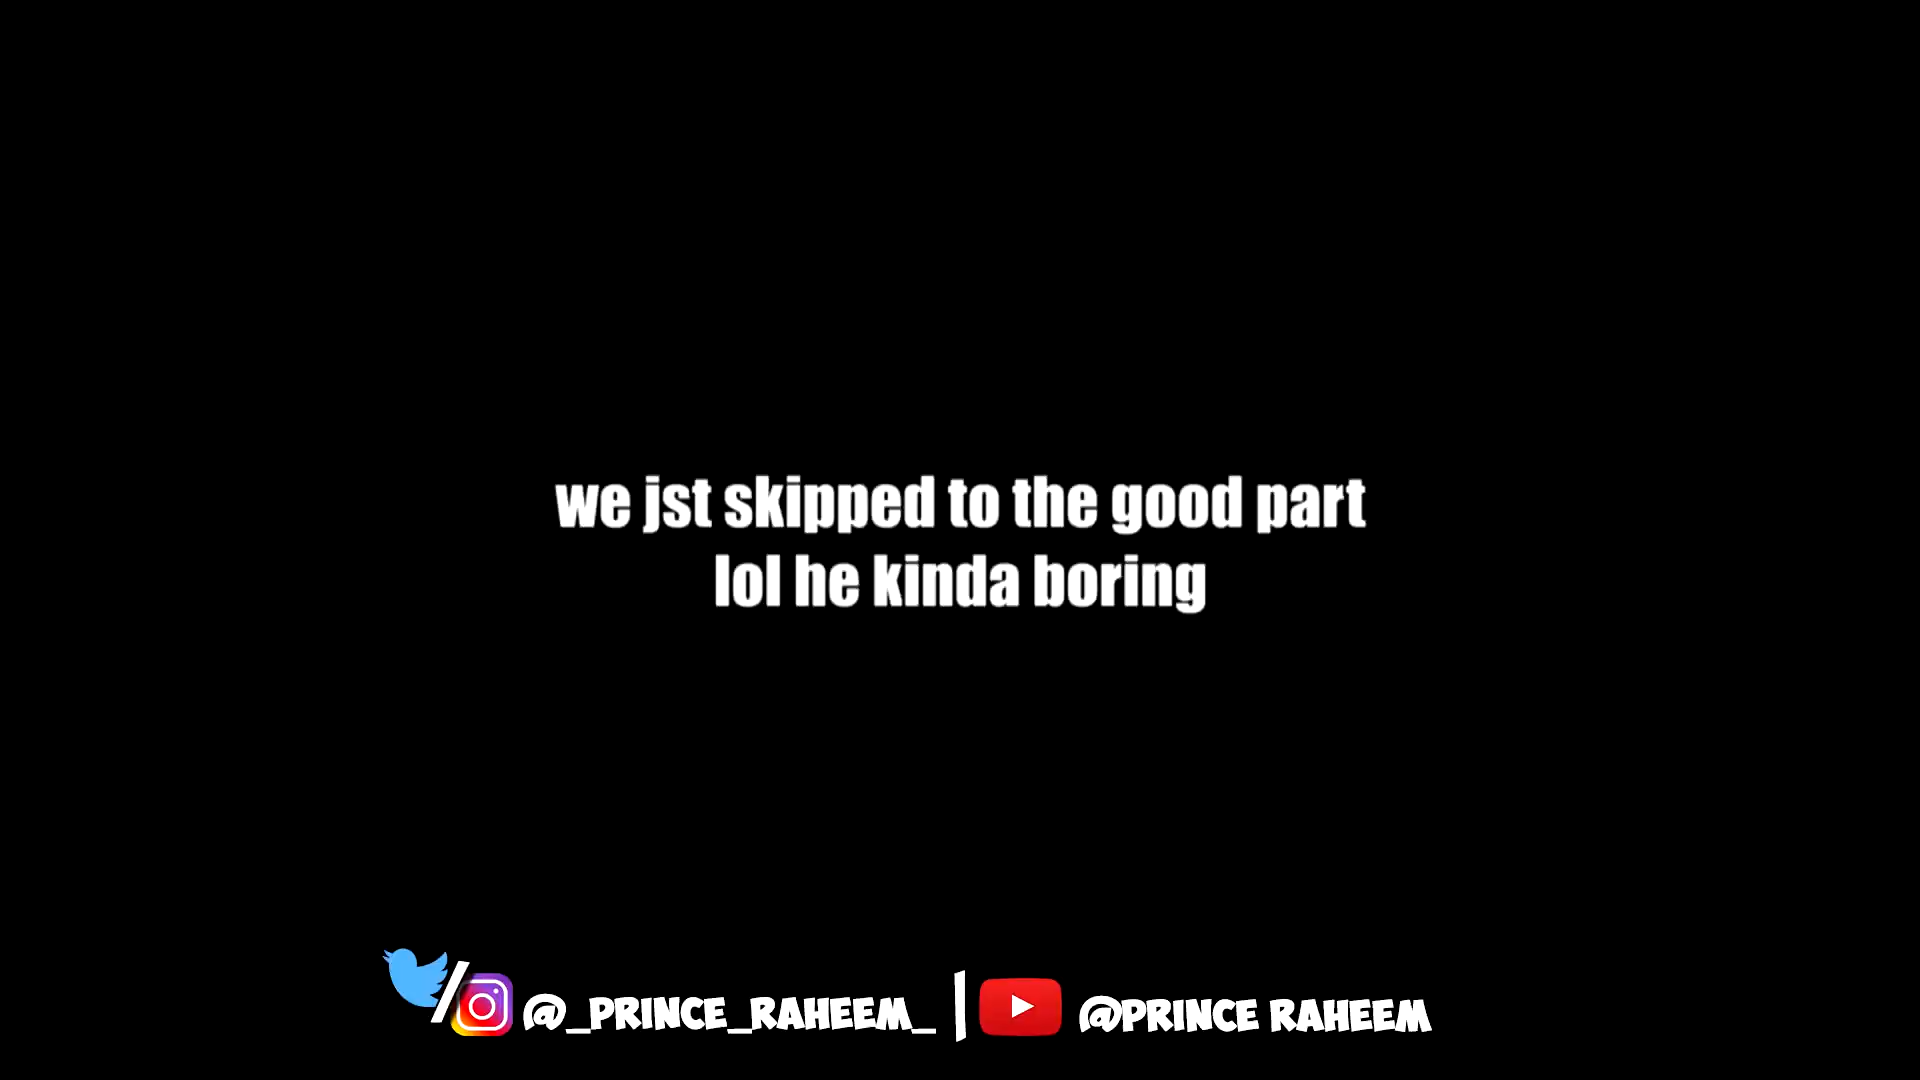 we jst skipped to the good part
lol he kinda boring
/ @_PRINCE_RAHEEM_ | @PRINCE RAHEEM